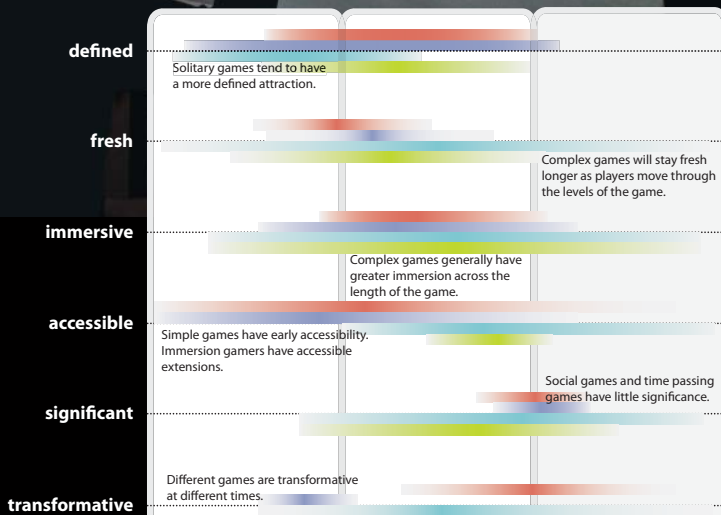 defined
Solitary games tend to have
a more defined attraction.
fresh
Complex games will stay fresh
longer as players move through
the levels of the game.
immersive
Complex games generally have
greater immersion across the
length of the game.
accessible
Simple games have early accessibility.
Immersion gamers have accessible
extensions.
Social games and time passing
games have little significance.
significant
Different games are transformative
at different times.
transformative